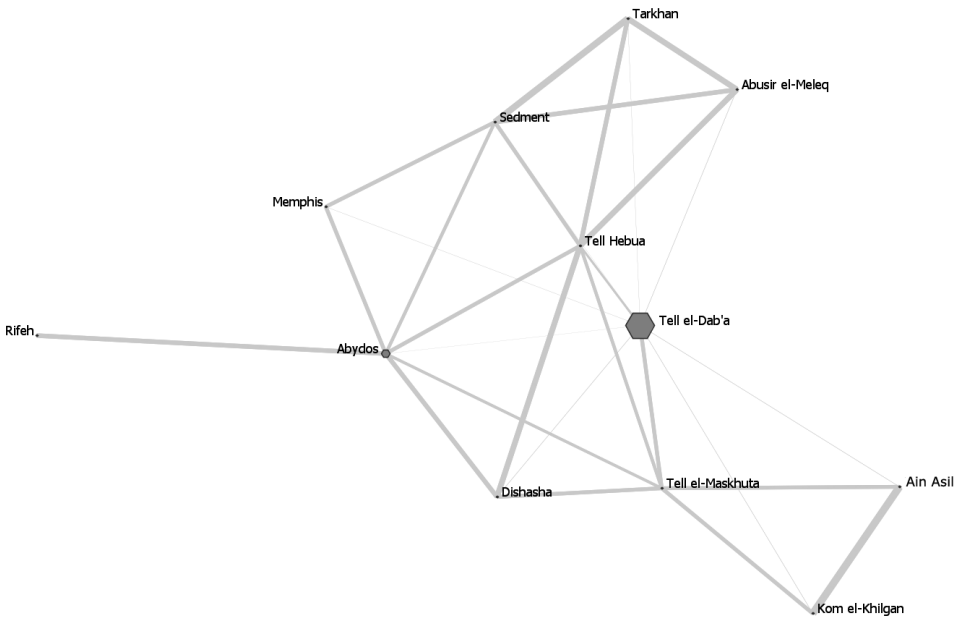 Tarkhan
Abusir el-Meleq
Sedment
Memphis
Tell Hebua
Tell el-Dab'a
Rifeh
Abydos
Ain Asil
Tell el-Maskhuta
Dishasha
Kom el-Khilgan